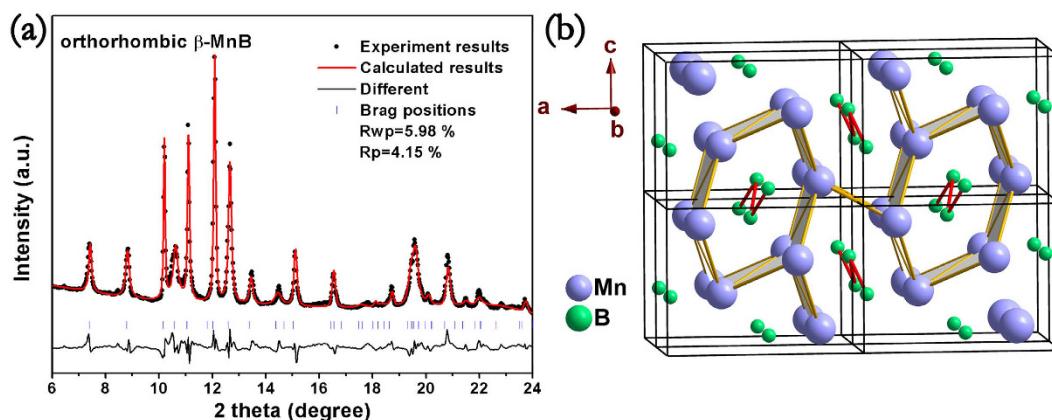 (a)
orthorhombic β-MnB
Experiment results
Calculated results
Different
Brag positions
Rwp=5.98 %
Rp=4.15 %
Intensity (a.u.)
6 8 10 12 14 16 18 20 22 24
2 theta (degree)
(b)
c
a
b
Mn
B